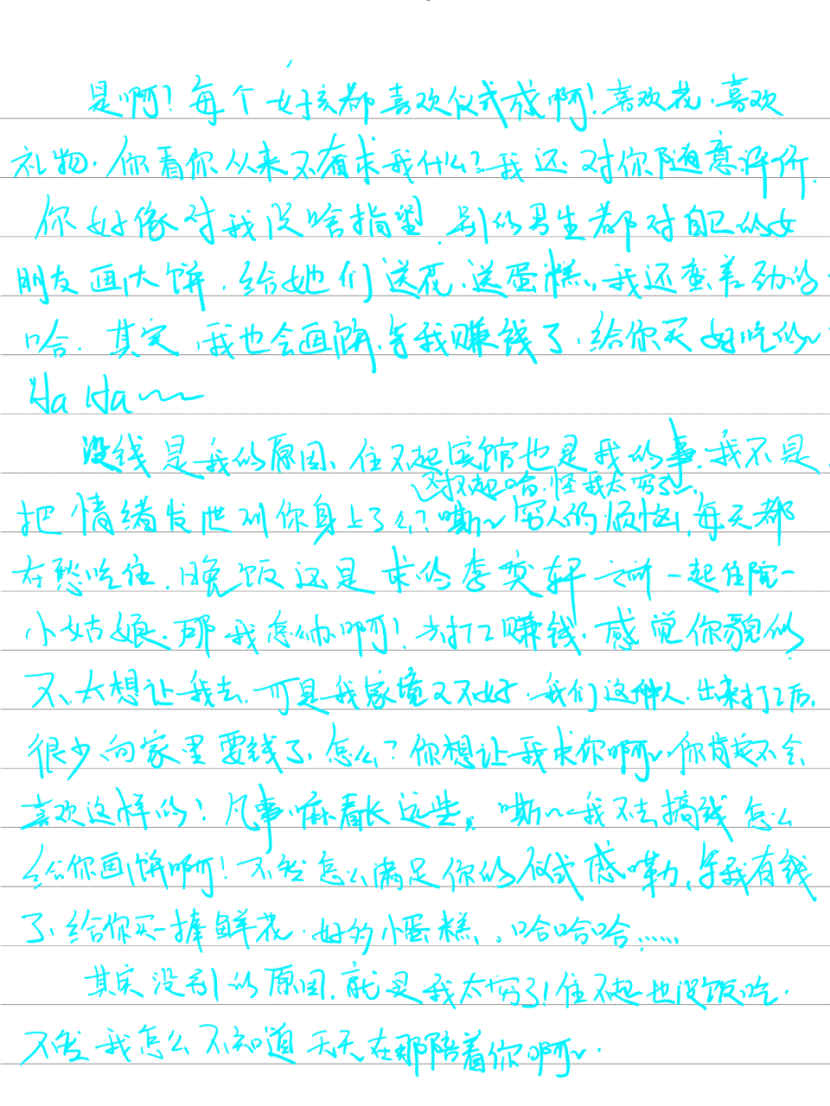 是啊！每个女孩都喜欢仪式感啊！喜欢花、喜欢
礼物。你看你从来不有求我什么？我还对你随意评价，
你好像对我没啥指望，别的男生都对自己的女
朋友画大饼，给她们送花、送蛋糕，我还蛮差劲的
哈。其实，我也会画饼，等我赚钱了，给你买好吃的~
Ha Ha~~
没钱是我的原因，住不起宾馆也是我的事，我不是
对不起哈，怪我太穷了~
把情绪发泄到你身上了么？嘶~穷人的烦恼，每天都
在愁吃住，晚饭还是求的李奕轩之前一起住院一
小姑娘。那我怎么办啊！去打工赚钱，感觉你貌似
不太想让我去，可是我家境又不好，我们这种人，出来打工后，
很少向家里要钱了，怎么？你想让我求你啊~你肯定不会
喜欢这样的！凡事嘛看长远些，嘶~~我不去搞钱怎么
给你画饼啊！不然怎么满足你的仪式感嘞，等我有钱
了，给你买一捧鲜花、好多小蛋糕，哈哈哈……
其实没别的原因，就是我太穷了！住不起也没饭吃，
不然我怎么不知道天天在那陪着你啊~